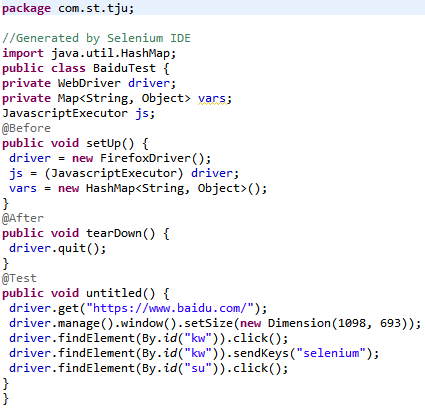 package com.st.tju;
//Generated by Selenium IDE
import java.util.HashMap;
public class BaiduTest {
private WebDriver driver;
private Map<String, Object> vars;
JavascriptExecutor js;
@Before
public void setUp() {
driver = new FirefoxDriver();
js = (JavascriptExecutor) driver;
vars = new HashMap<String, Object>();
}
@After
public void tearDown() {
driver.quit();
}
@Test
public void untitled() {
driver.get("https://www.baidu.com/");
driver.manage().window().setSize(new Dimension(1098, 693));
driver.findElement(By.id("kw")).click();
driver.findElement(By.id("kw")).sendKeys("selenium");
driver.findElement(By.id("su")).click();
}
}